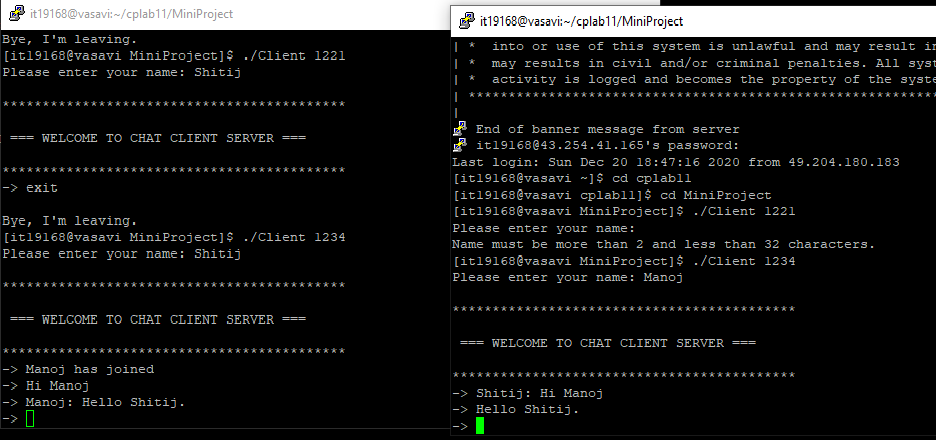 it19168@vasavi:~/cplab11/MiniProject
Bye, I'm leaving.
[it19168@vasavi MiniProject]$ ./Client 1221
Please enter your name: Shitij
*******************************************
=== WELCOME TO CHAT CLIENT SERVER ===
*******************************************
-> exit
Bye, I'm leaving.
[it19168@vasavi MiniProject]$ ./Client 1234
Please enter your name: Shitij
*******************************************
=== WELCOME TO CHAT CLIENT SERVER ===
*******************************************
-> Manoj has joined
-> Hi Manoj
-> Manoj: Hello Shitij.
->
it19168@vasavi:~/cplab11/MiniProject
| *  into or use of this system is unlawful and may result in
| *  may results in civil and/or criminal penalties. All syst
| *  activity is logged and becomes the property of the syste
| ***********************************************************
|
End of banner message from server
it19168@43.254.41.165's password:
Last login: Sun Dec 20 18:47:16 2020 from 49.204.180.183
[it19168@vasavi ~]$ cd cplab11
[it19168@vasavi cplab11]$ cd MiniProject
[it19168@vasavi MiniProject]$ ./Client 1221
Please enter your name:
Name must be more than 2 and less than 32 characters.
[it19168@vasavi MiniProject]$ ./Client 1234
Please enter your name: Manoj
*******************************************
=== WELCOME TO CHAT CLIENT SERVER ===
*******************************************
-> Shitij: Hi Manoj
-> Hello Shitij.
->